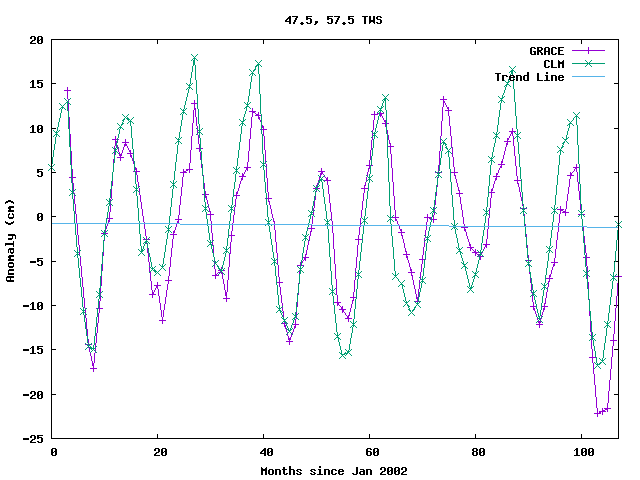 47.5, 57.5 TWS
GRACE
CLM
Trend Line
20
15
10
5
0
-5
-10
-15
-20
-25
Anomaly (cm)
0 20 40 60 80 100
Months since Jan 2002